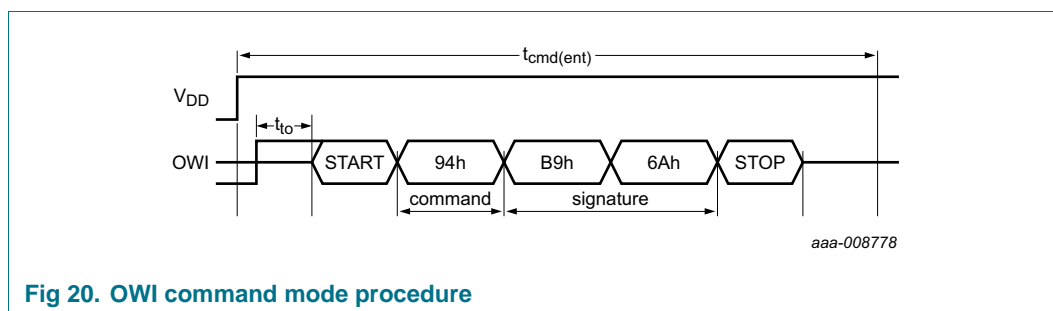 tcmd(ent)
VDD
tto
OWI
START
94h
B9h
6Ah
STOP
command
signature
aaa-008778
Fig 20. OWI command mode procedure